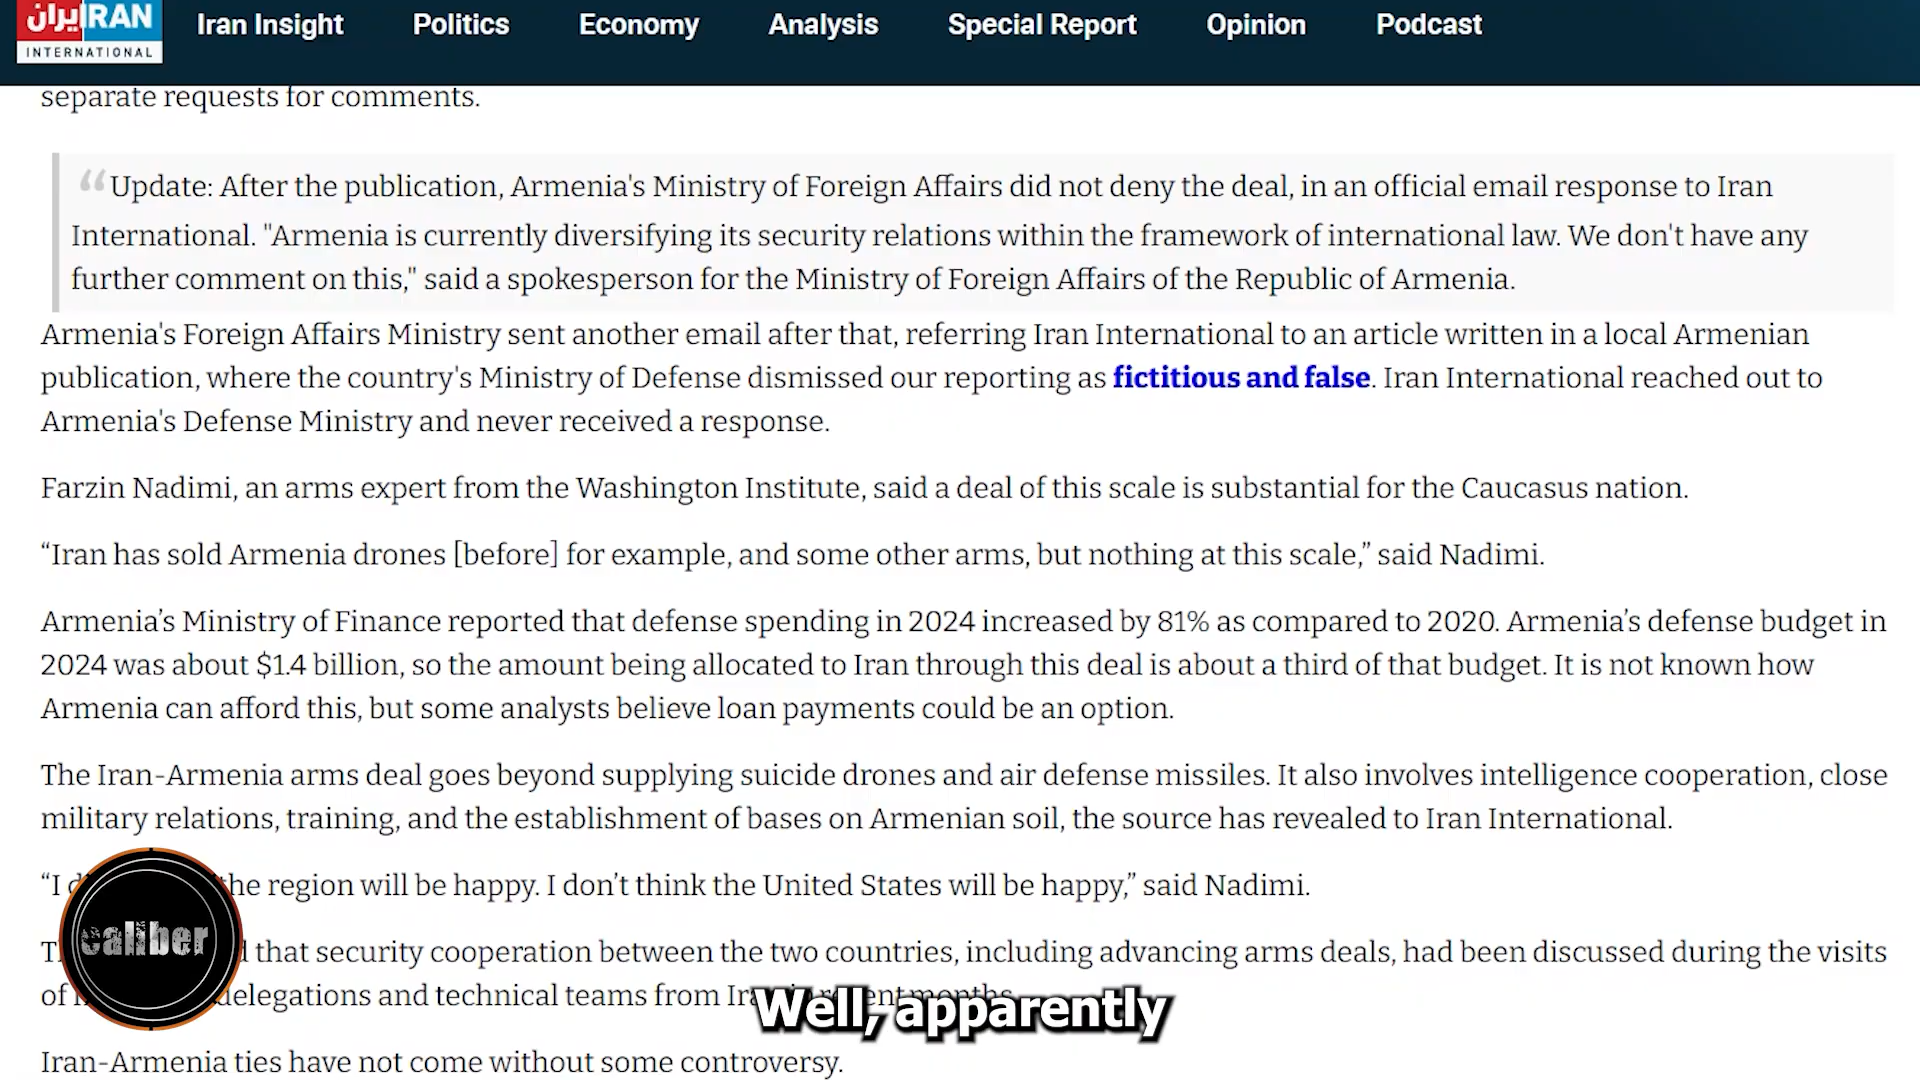 ایران IRAN
INTERNATIONAL
Iran Insight Politics Economy Analysis Special Report Opinion Podcast
separate requests for comments.
“Update: After the publication, Armenia's Ministry of Foreign Affairs did not deny the deal, in an official email response to Iran
International. "Armenia is currently diversifying its security relations within the framework of international law. We don't have any
further comment on this," said a spokesperson for the Ministry of Foreign Affairs of the Republic of Armenia.
Armenia's Foreign Affairs Ministry sent another email after that, referring Iran International to an article written in a local Armenian
publication, where the country's Ministry of Defense dismissed our reporting as fictitious and false. Iran International reached out to
Armenia's Defense Ministry and never received a response.
Farzin Nadimi, an arms expert from the Washington Institute, said a deal of this scale is substantial for the Caucasus nation.
“Iran has sold Armenia drones [before] for example, and some other arms, but nothing at this scale,” said Nadimi.
Armenia’s Ministry of Finance reported that defense spending in 2024 increased by 81% as compared to 2020. Armenia’s defense budget in
2024 was about $1.4 billion, so the amount being allocated to Iran through this deal is about a third of that budget. It is not known how
Armenia can afford this, but some analysts believe loan payments could be an option.
The Iran-Armenia arms deal goes beyond supplying suicide drones and air defense missiles. It also involves intelligence cooperation, close
military relations, training, and the establishment of bases on Armenian soil, the source has revealed to Iran International.
“I the region will be happy. I don’t think the United States will be happy,” said Nadimi.
that security cooperation between the two countries, including advancing arms deals, had been discussed during the visits
of delegations and technical teams from
Iran-Armenia ties have not come without some controversy.
caliber
Well, apparently